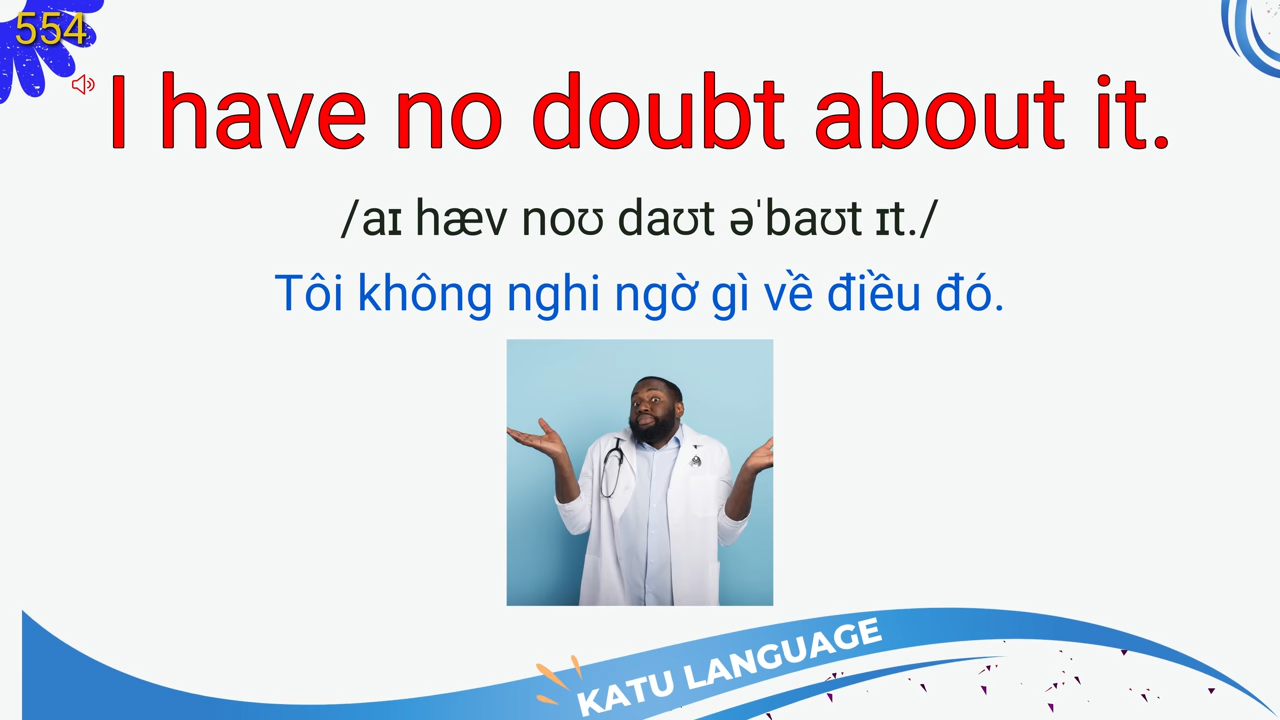 554
I have no doubt about it.
/aɪ hæv noʊ daʊt əˈbaʊt ɪt./
Tôi không nghi ngờ gì về điều đó.
KATU LANGUAGE